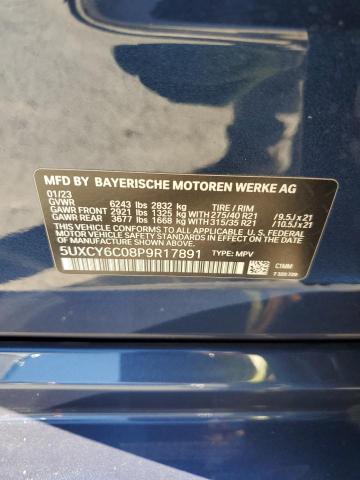 MFD BY BAYERISCHE MOTOREN WERKE AG
01/23
GVWR 6243 lbs 2832 kg TIRE / RIM
GAWR FRONT 2921 lbs 1325 kg W 275/40 R21 / 9.5J x 21
GAWR REAR 3677 lbs 1668 kg W 315/35 R21 / 10.5J x 21
THIS VEHICLE CONFORMS TO ALL APPLICABLE
FEDERAL MOTOR VEHICLE SAFETY
STANDARDS IN EFFECT ON THE DATE OF
MANUFACTURE SHOWN ABOVE.
5UXCY6C08P9R17891 TYPE: MPV
C1MM